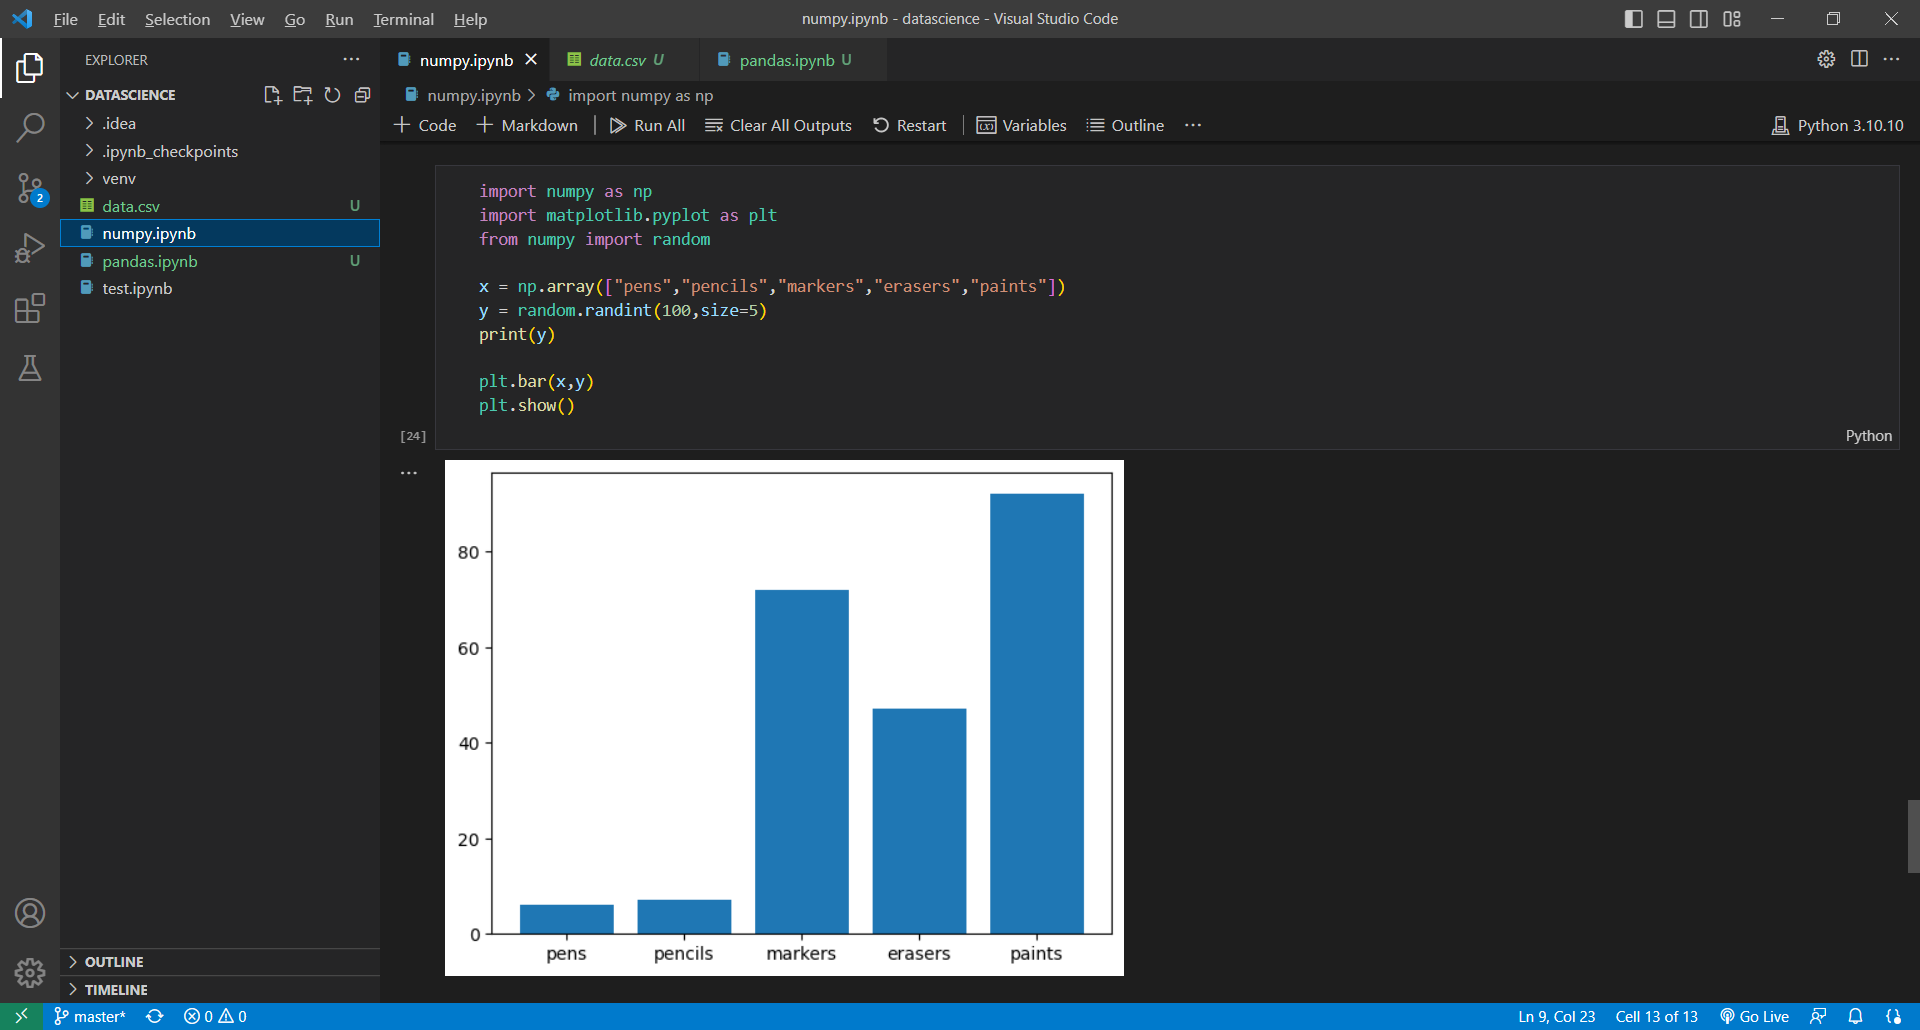 File Edit Selection View Go Run Terminal Help
numpy.ipynb - datascience - Visual Studio Code
EXPLORER
DATASCIENCE
.idea
.ipynb_checkpoints
venv
data.csv U
numpy.ipynb
pandas.ipynb U
test.ipynb
OUTLINE
TIMELINE
2
numpy.ipynb
data.csv U
pandas.ipynb U
numpy.ipynb > import numpy as np
+ Code + Markdown | Run All Clear All Outputs Restart | (x) Variables Outline ...
Python 3.10.10
import numpy as np
import matplotlib.pyplot as plt
from numpy import random
x = np.array(["pens","pencils","markers","erasers","paints"])
y = random.randint(100,size=5)
print(y)
plt.bar(x,y)
plt.show()
[24]
Python
80
60
40
20
0
pens pencils markers erasers paints
master* 0 0
Ln 9, Col 23 Cell 13 of 13 Go Live